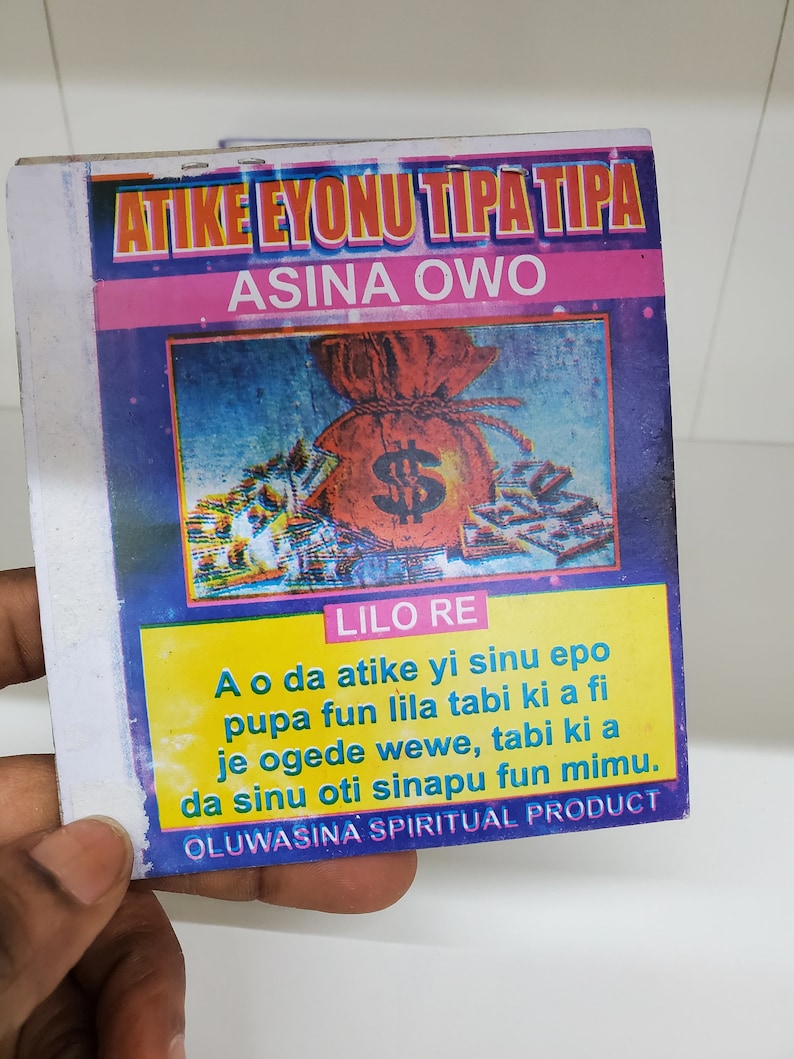 ATIKE EYONU TIPA TIPA
ASINA OWO
$
LILO RE
A o da atike yi sinu epo
pupa fun lila tabi ki a fi
je ogede wewe, tabi ki a
da sinu oti sinapu fun mimu.
OLUWASINA SPIRITUAL PRODUCT